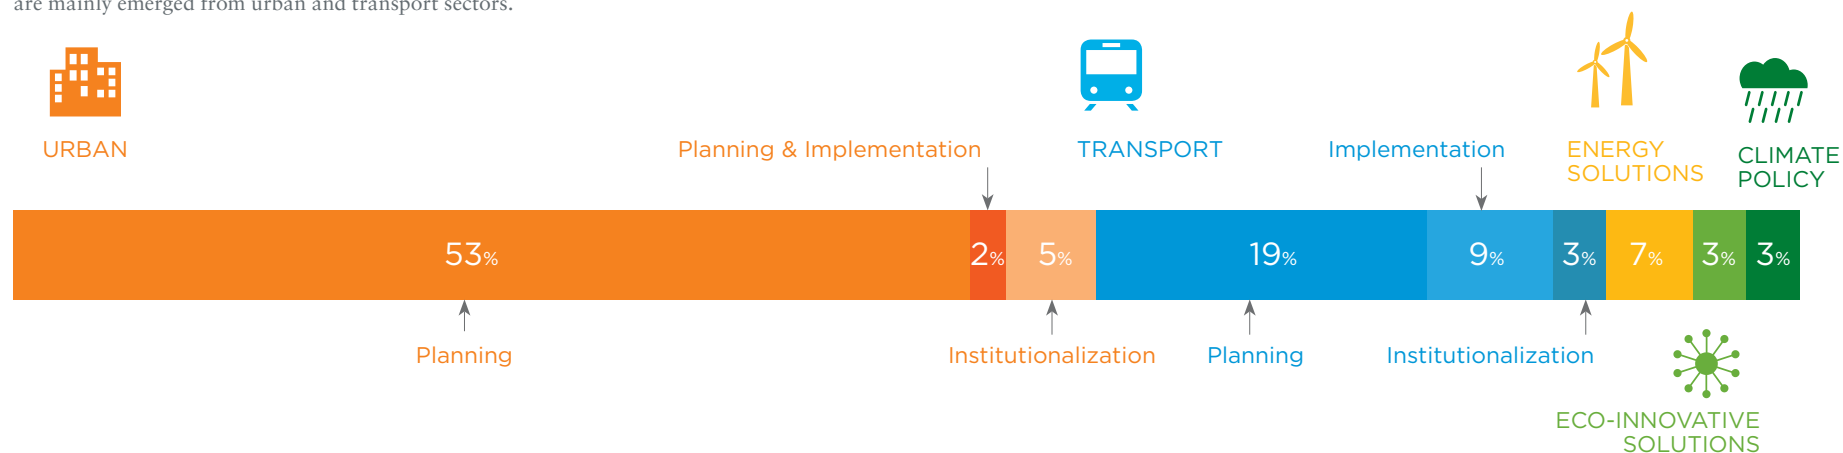 are mainly emerged from urban and transport sectors.
URBAN
Planning & Implementation
TRANSPORT
Implementation
ENERGY
SOLUTIONS
CLIMATE
POLICY
53%
2%
5%
19%
9%
3%
7%
3%
3%
Planning
Institutionalization
Planning
Institutionalization
ECO-INNOVATIVE
SOLUTIONS